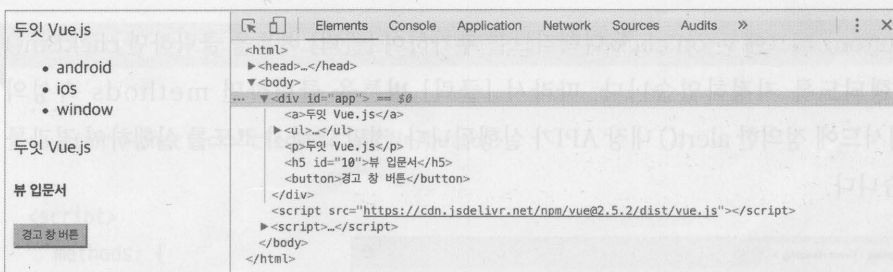 두잇 Vue.js
• android
• ios
• window
두잇 Vue.js
뷰 입문서
경고 창 버튼
Elements Console Application Network Sources Audits »
<html>
▶<head>…</head>
▼<body>
▼<div id="app"> == $0
<a>두잇 Vue.js</a>
▶<ul>…</ul>
<p>두잇 Vue.js</p>
<h5 id="10">뷰 입문서</h5>
<button>경고 창 버튼</button>
</div>
<script src="https://cdn.jsdelivr.net/npm/vue@2.5.2/dist/vue.js"></script>
▶<script>…</script>
</body>
</html>